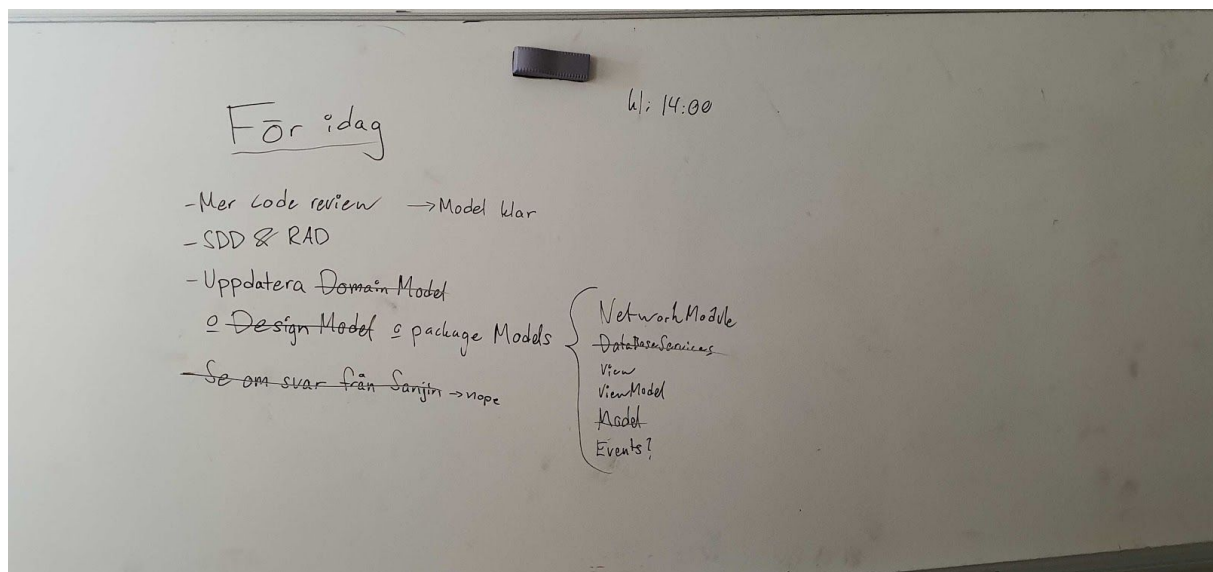 För idag
kl: 14:00
- Mer code review → Model klar
- SDD & RAD
- Uppdatera Domain Model
o Design Model o package Models {
- Se om svar från Sanjin → nope
NetworkModule
DataBaseServices
View
ViewModel
Model
Events?